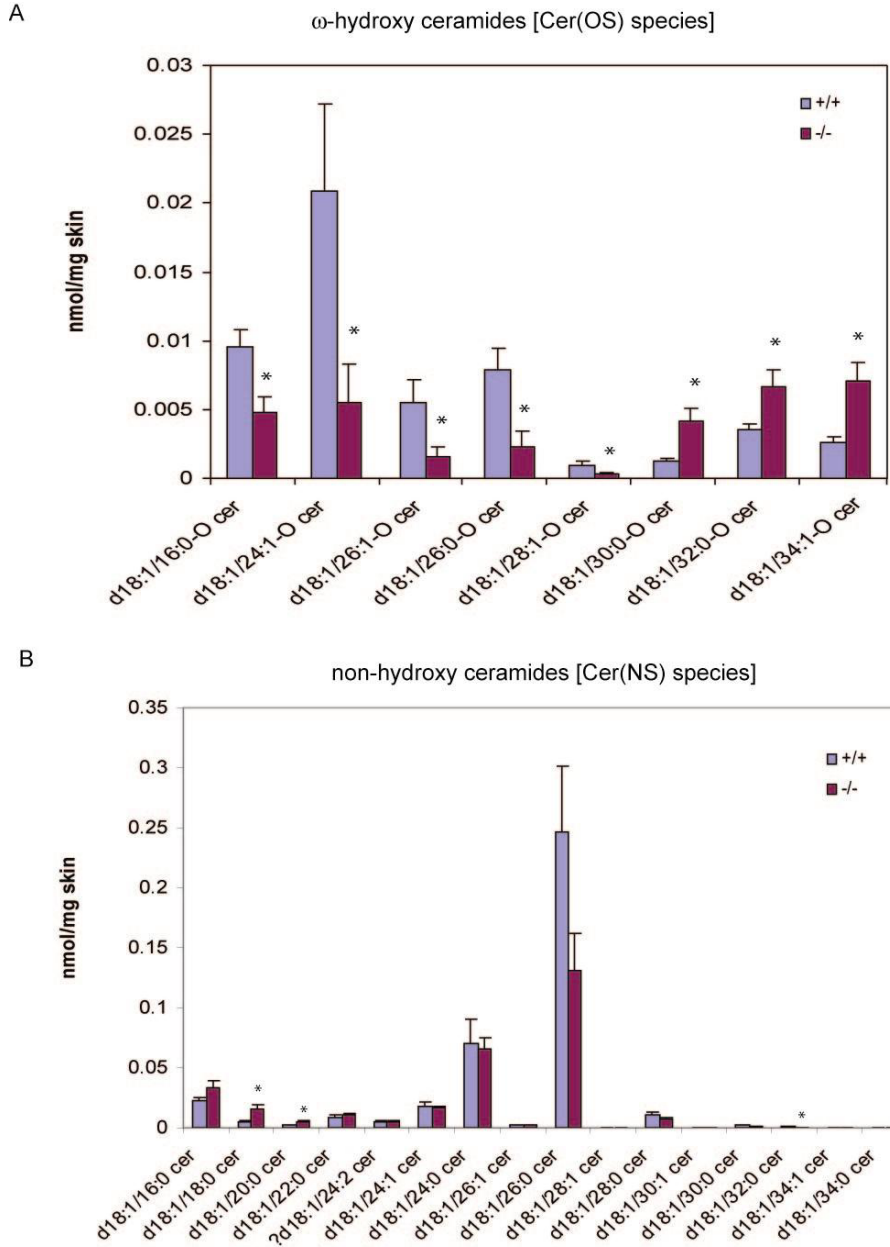 A
ω-hydroxy ceramides [Cer(OS) species]
0.03
0.025
0.02
0.015
0.01
0.005
0
nmol/mg skin
+/+
-/-
*
*
*
*
*
*
*
*
d18:1/16:0-O cer
d18:1/24:1-O cer
d18:1/26:1-O cer
d18:1/26:0-O cer
d18:1/28:1-O cer
d18:1/30:0-O cer
d18:1/32:0-O cer
d18:1/34:1-O cer
B
non-hydroxy ceramides [Cer(NS) species]
0.35
0.3
0.25
0.2
0.15
0.1
0.05
0
nmol/mg skin
+/+
-/-
*
*
*
d18:1/16:0 cer
d18:1/18:0 cer
d18:1/20:0 cer
d18:1/22:0 cer
?d18:1/24:2 cer
d18:1/24:1 cer
d18:1/24:0 cer
d18:1/26:1 cer
d18:1/26:0 cer
d18:1/28:1 cer
d18:1/28:0 cer
d18:1/30:1 cer
d18:1/30:0 cer
d18:1/32:0 cer
d18:1/34:1 cer
d18:1/34:0 cer